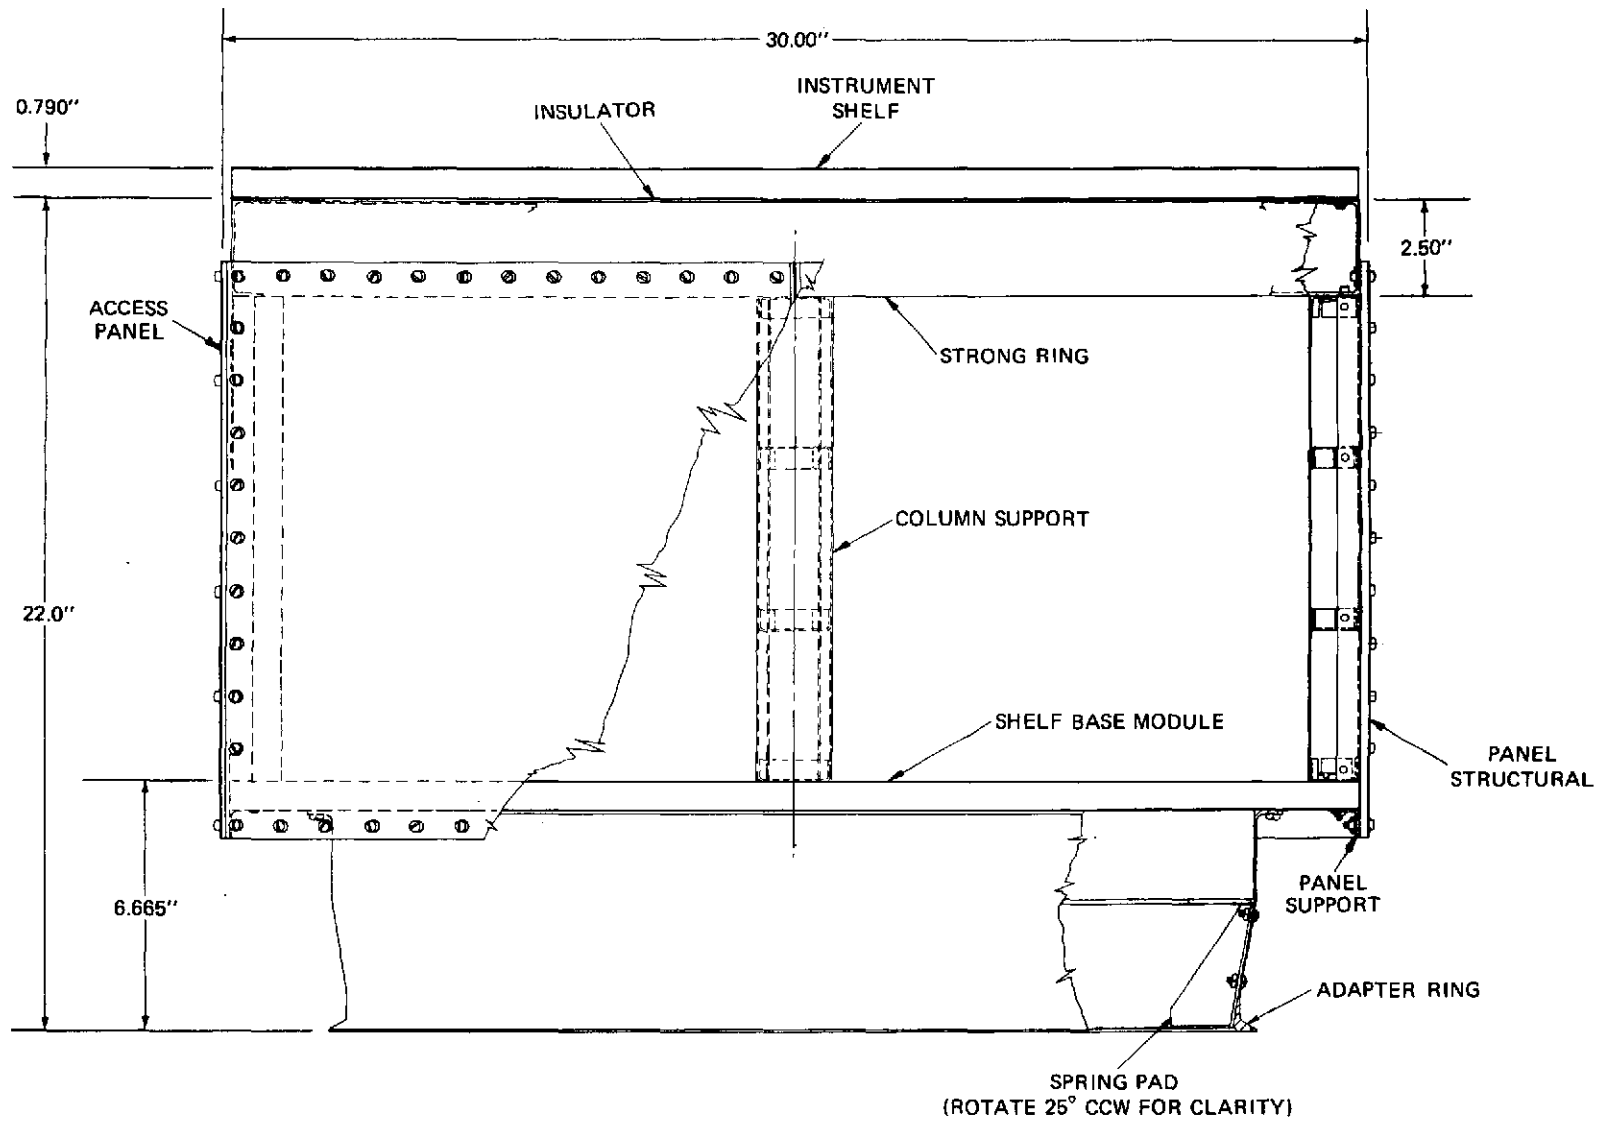 30.00″
0.790″
INSTRUMENT
SHELF
INSULATOR
2.50″
ACCESS
PANEL
STRONG RING
COLUMN SUPPORT
22.0″
SHELF BASE MODULE
PANEL
STRUCTURAL
6.665″
PANEL
SUPPORT
ADAPTER RING
SPRING PAD
(ROTATE 25° CCW FOR CLARITY)